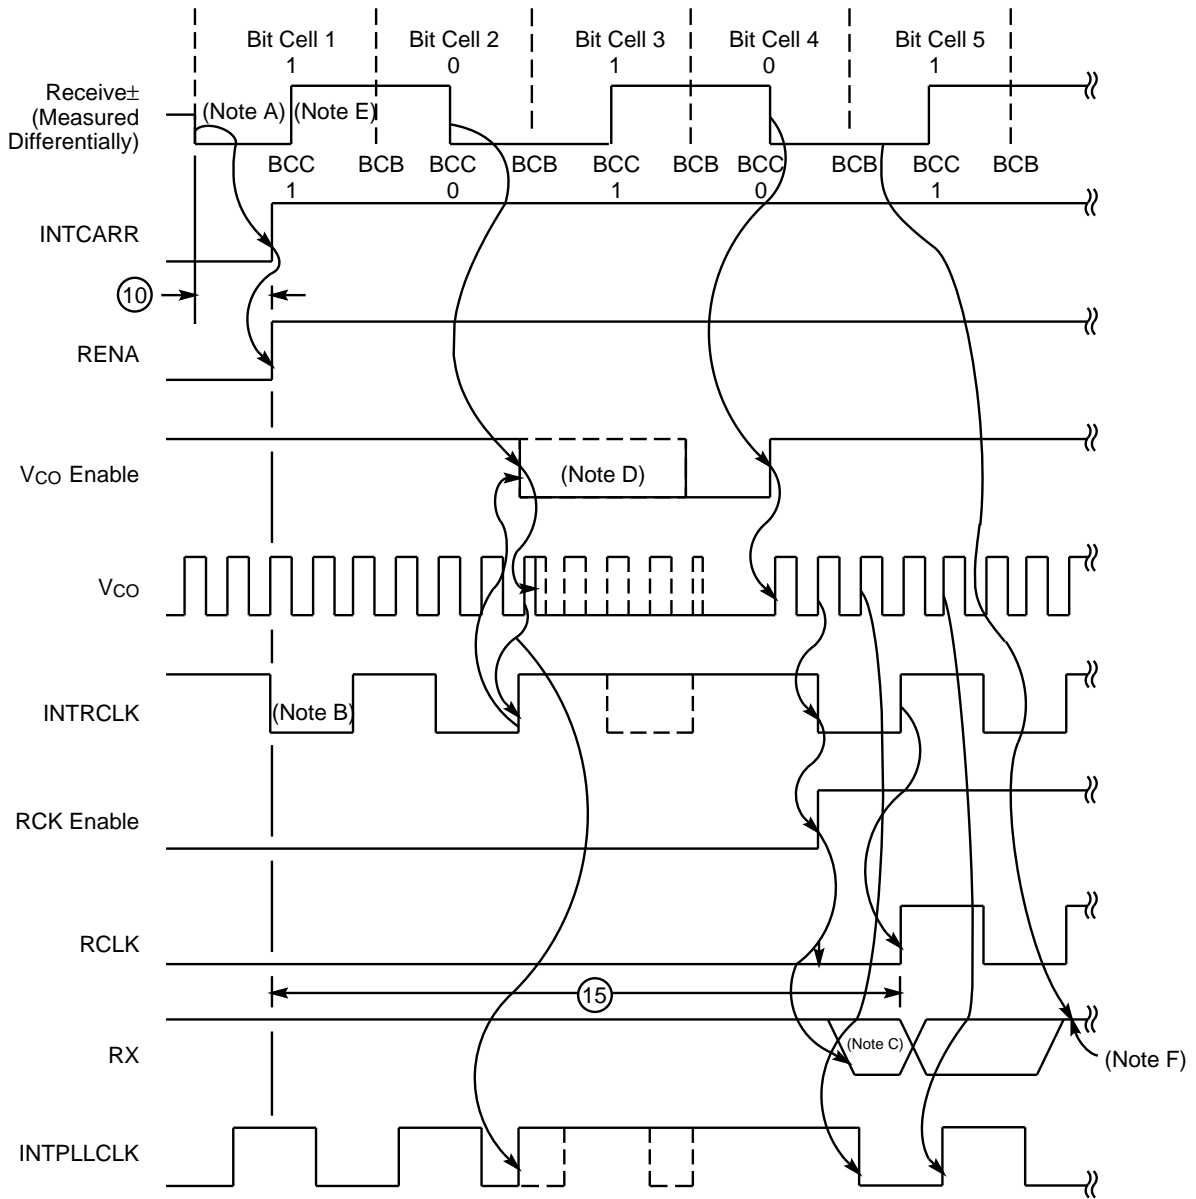 Bit Cell 1 Bit Cell 2 Bit Cell 3 Bit Cell 4 Bit Cell 5
1 0 1 0 1
Receive±
(Measured
Differentially)
(Note A) (Note E)
BCC BCB BCC BCB BCC BCB BCC BCB BCC BCB
1 0 1 0 1
INTCARR
10
RENA
VCO Enable
(Note D)
VCO
INTRCLK
(Note B)
RCK Enable
RCLK
15
RX
(Note C)
(Note F)
INTPLLCLK